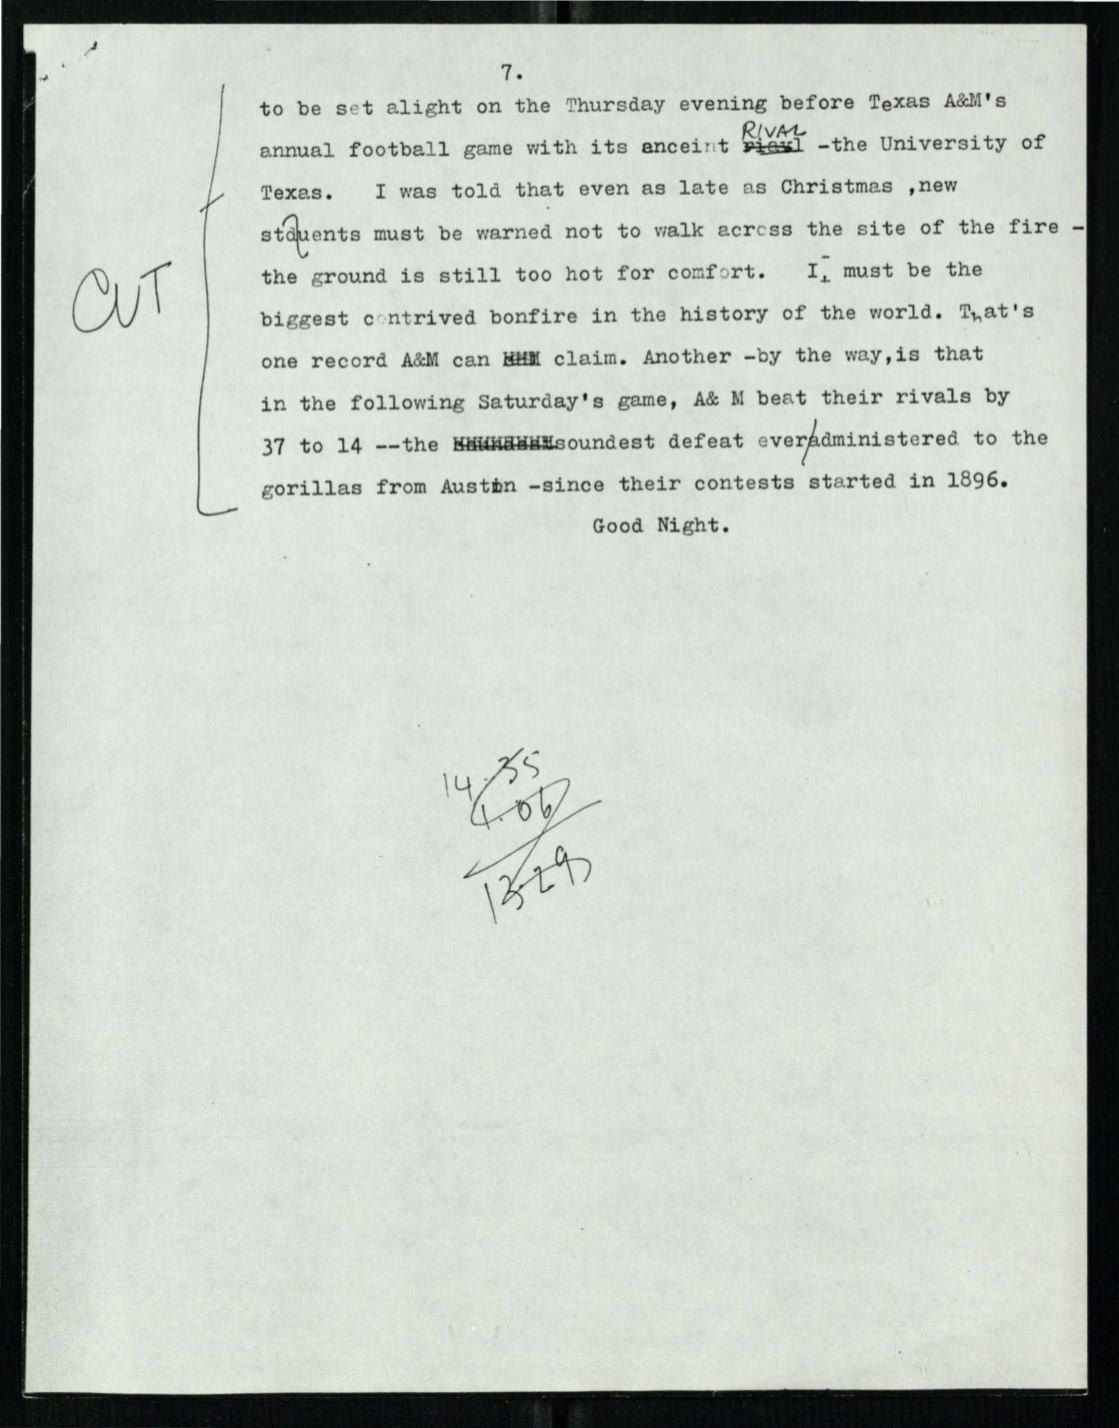 7.
to be set alight on the Thursday evening before Texas A&M's
RIVAL
annual football game with its anceint -the University of
Texas. I was told that even as late as Christmas ,new
stduents must be warned not to walk across the site of the fire -
the ground is still too hot for comfort. It must be the
CUT
biggest contrived bonfire in the history of the world. That's
one record A&M can claim. Another -by the way,is that
in the following Saturday's game, A& M beat their rivals by
37 to 14 --the soundest defeat ever/administered to the
gorillas from Austin -since their contests started in 1896.
Good Night.
14.35
1.06
13.29